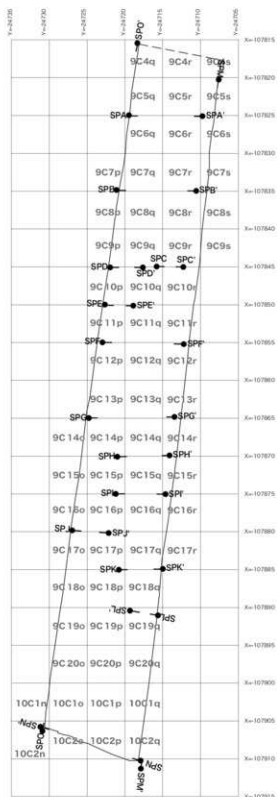 Y=-24735
Y=-24730
Y=-24725
Y=-24720
Y=-24715
Y=-24710
Y=-24705
SPO'
X=-107815
9C4q 9C4r 9C4s
X=-107820
9C5q 9C5r 9C5s
SPA SPA' X=-107825
9C6q 9C6r 9C6s
X=-107830
9C7p 9C7q 9C7r 9C7s
SPB SPB' X=-107835
9C8p 9C8q 9C8r 9C8s
X=-107840
9C9p 9C9q 9C9r 9C9s
SPC SPC'
SPD SPD' X=-107845
9C10p 9C10q 9C10r
SPE SPE' X=-107850
9C11p 9C11q 9C11r
SPF SPF' X=-107855
9C12p 9C12q 9C12r
X=-107860
9C13p 9C13q 9C13r
SPG SPG' X=-107865
9C14o 9C14p 9C14q 9C14r
SPH SPH' X=-107870
9C15o 9C15p 9C15q 9C15r
SPI SPI' X=-107875
9C16o 9C16p 9C16q 9C16r
SPJ SPJ' X=-107880
9C17o 9C17p 9C17q 9C17r
SPK SPK' X=-107885
9C18o 9C18p 9C18q
SPL' SPL X=-107890
9C19o 9C19p 9C19q
X=-107895
9C20o 9C20p 9C20q
X=-107900
10C1n 10C1o 10C1p 10C1q
SPN' X=-107905
SPO
10C2o 10C2p 10C2q
10C2n SPN X=-107810
SPM'
X=-107815